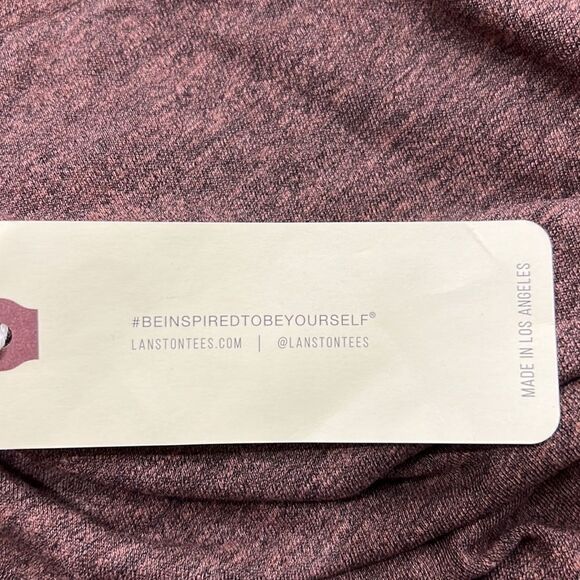 #BEINSPIREDTOBEYOURSELF®
LANSTONTEES.COM | @LANSTONTEES
MADE IN LOS ANGELES